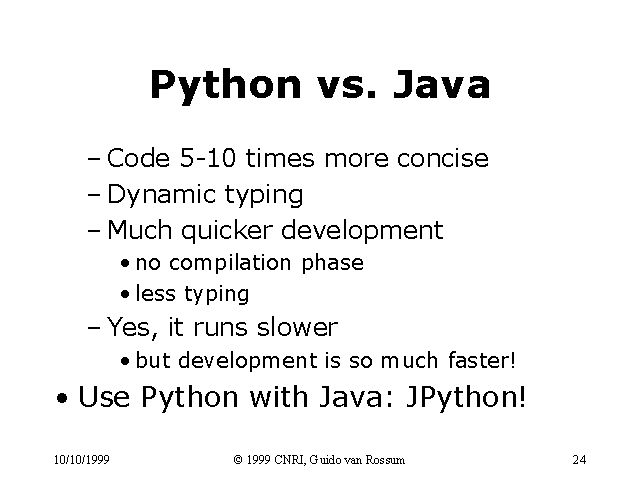 Python vs. Java
– Code 5-10 times more concise
– Dynamic typing
– Much quicker development
• no compilation phase
• less typing
– Yes, it runs slower
• but development is so much faster!
• Use Python with Java: JPython!
10/10/1999 © 1999 CNRI, Guido van Rossum 24